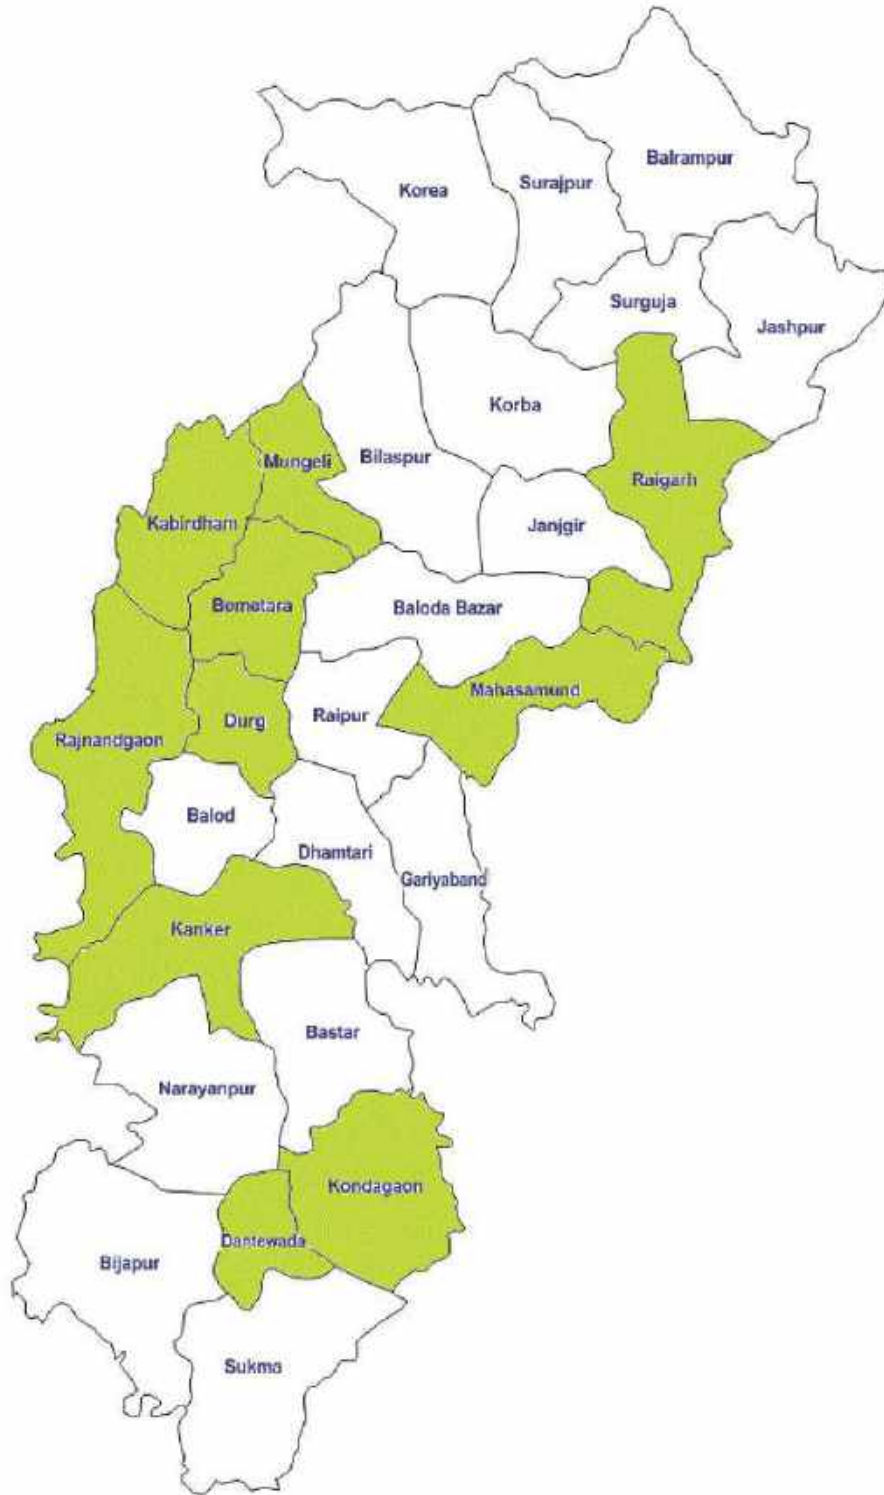 Balrampur
Surajpur
Korea
Surguja
Jashpur
Korba
Bilaspur
Mungeli
Raigarh
Kabirdham
Janjgir
Bemetara
Baloda Bazar
Mahasamund
Raipur
Durg
Rajnandgaon
Balod
Dhamtari
Gariyaband
Kanker
Bastar
Narayanpur
Kondagaon
Dantewada
Bijapur
Sukma